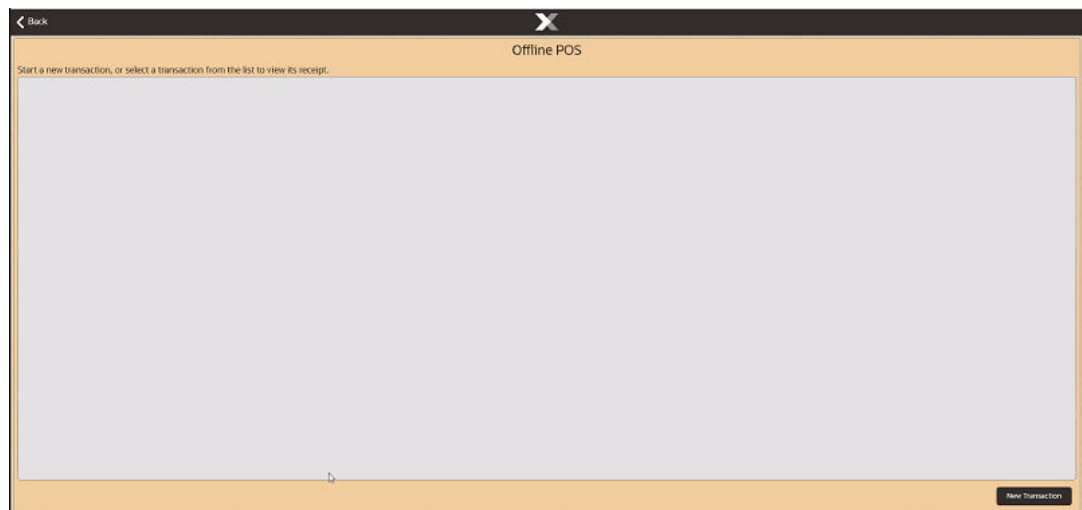 Back
Offline POS
Start a new transaction, or select a transaction from the list to view its receipt.
New Transaction